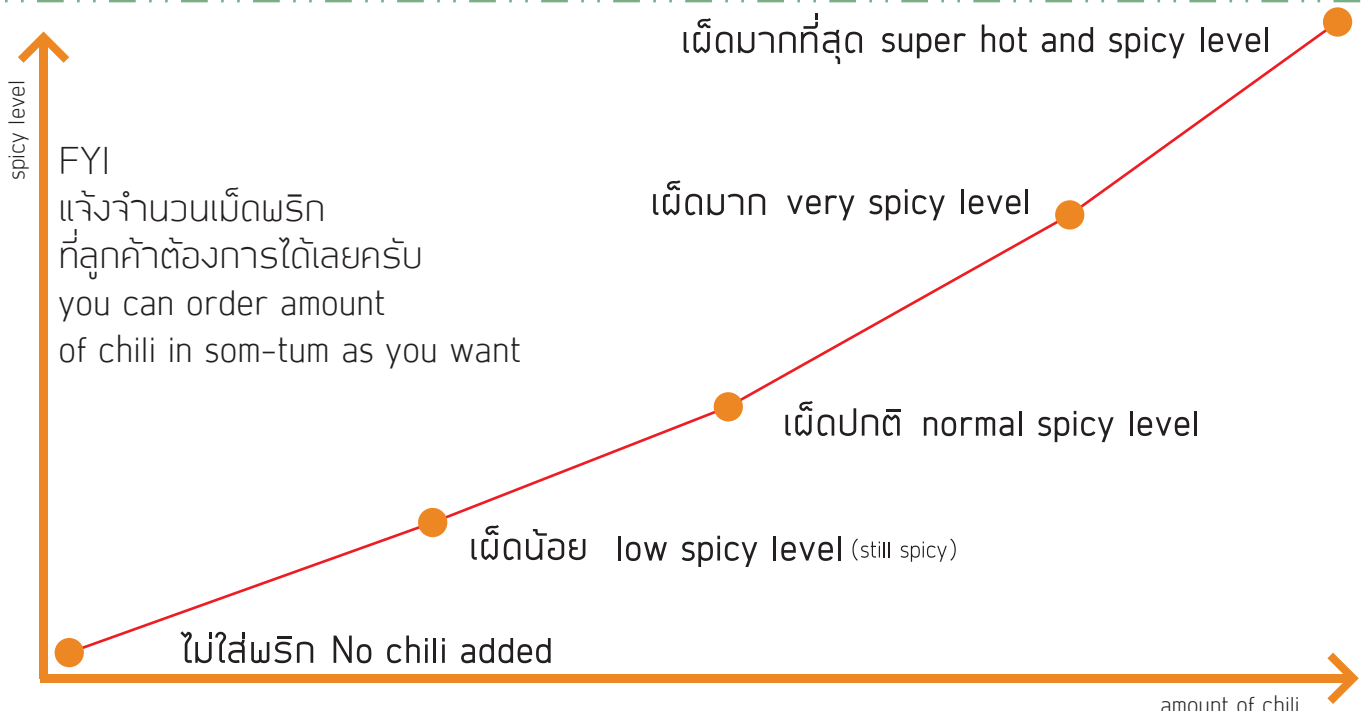 เผ็ดมากที่สุด super hot and spicy level
spicy level
FYI
แจ้งจำนวนเม็ดพริก
ที่ลูกค้าต้องการได้เลยครับ
you can order amount
of chili in som-tum as you want
เผ็ดมาก very spicy level
เผ็ดปกติ normal spicy level
เผ็ดน้อย low spicy level (still spicy)
ไม่ใส่พริก No chili added
amount of chili